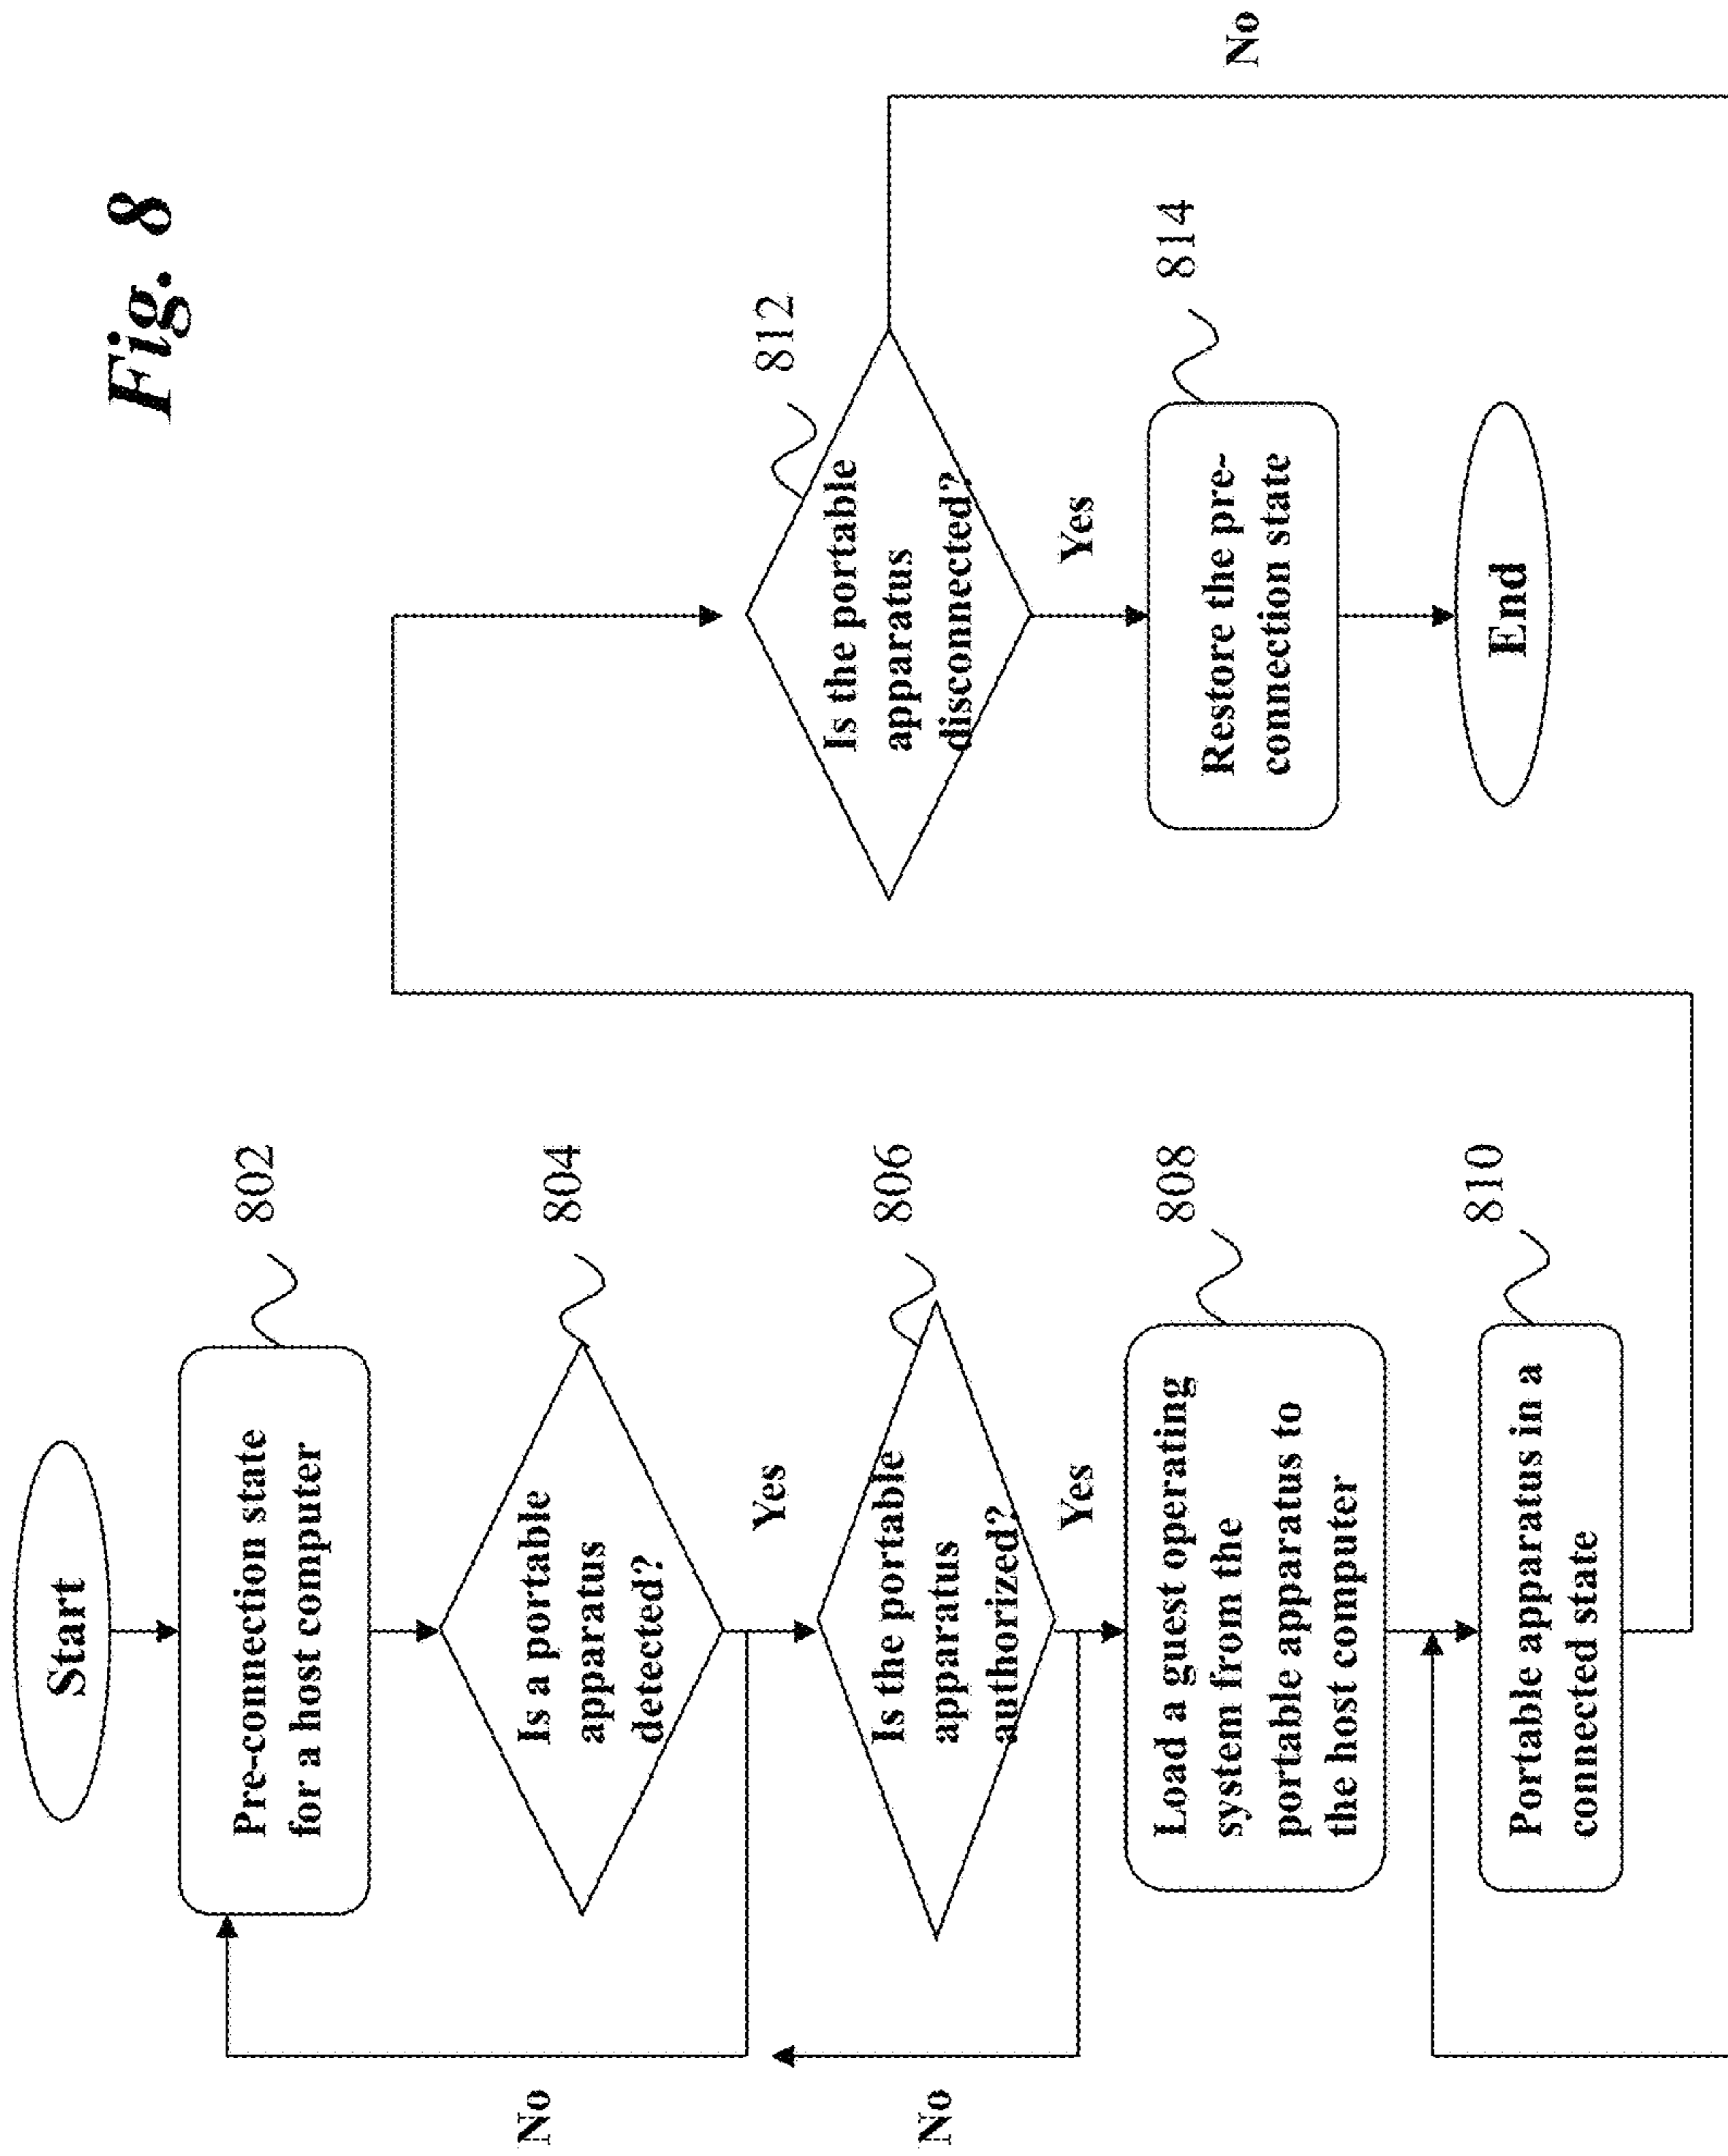 Fig. 8
Start
Pre-connection state
for a host computer
802
Is a portable
apparatus
detected?
804
No
Yes
Is the portable
apparatus
authorized?
806
No
Yes
Load a guest operating
system from the
portable apparatus to
the host computer
808
Portable apparatus in a
connected state
810
Is the portable
apparatus
disconnected?
812
No
Yes
Restore the pre-
connection state
814
End